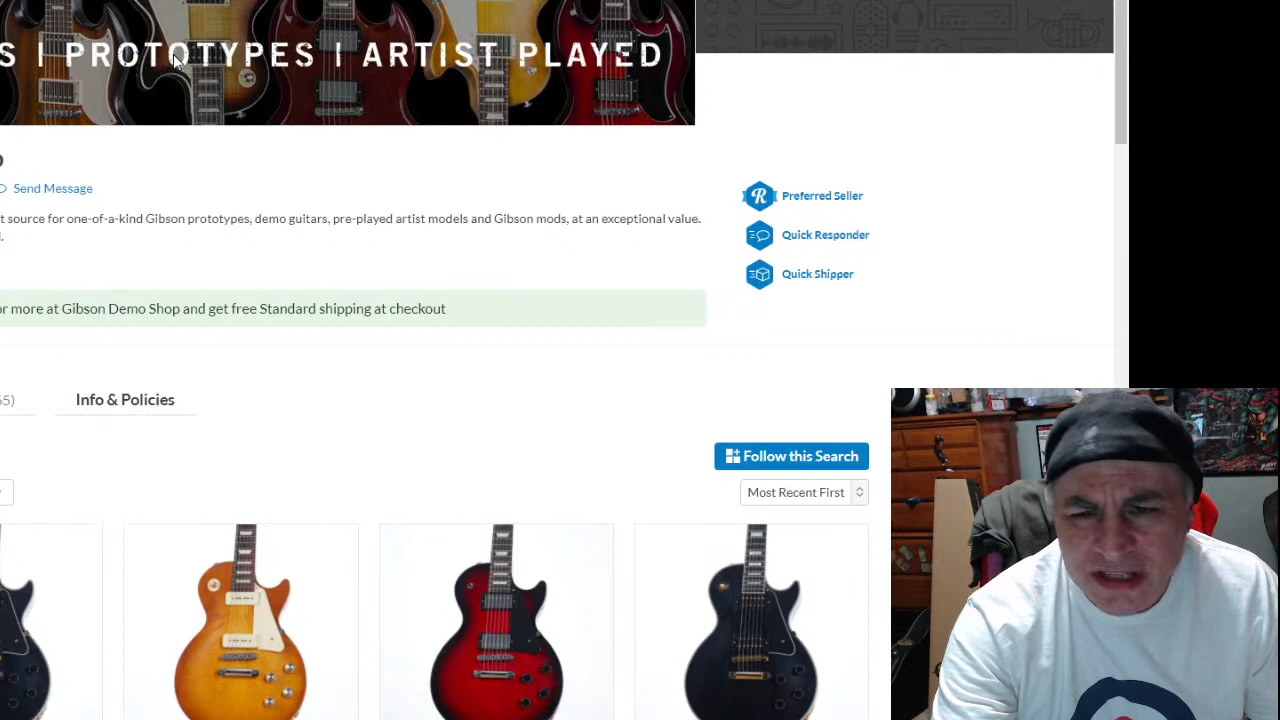 S | PROTOTYPES | ARTIST PLAYED
Send Message
Preferred Seller
t source for one-of-a-kind Gibson prototypes, demo guitars, pre-played artist models and Gibson mods, at an exceptional value.
Quick Responder
Quick Shipper
or more at Gibson Demo Shop and get free Standard shipping at checkout
Info & Policies
Follow this Search
Most Recent First